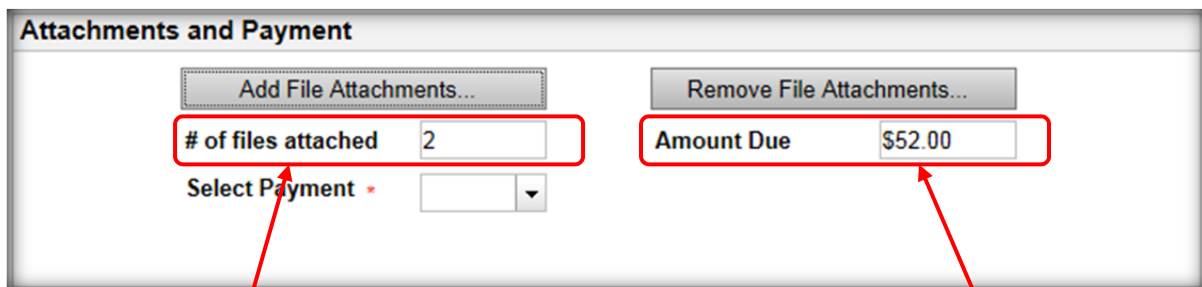 Attachments and Payment
Add File Attachments... Remove File Attachments...
# of files attached 2 Amount Due $52.00
Select Payment *